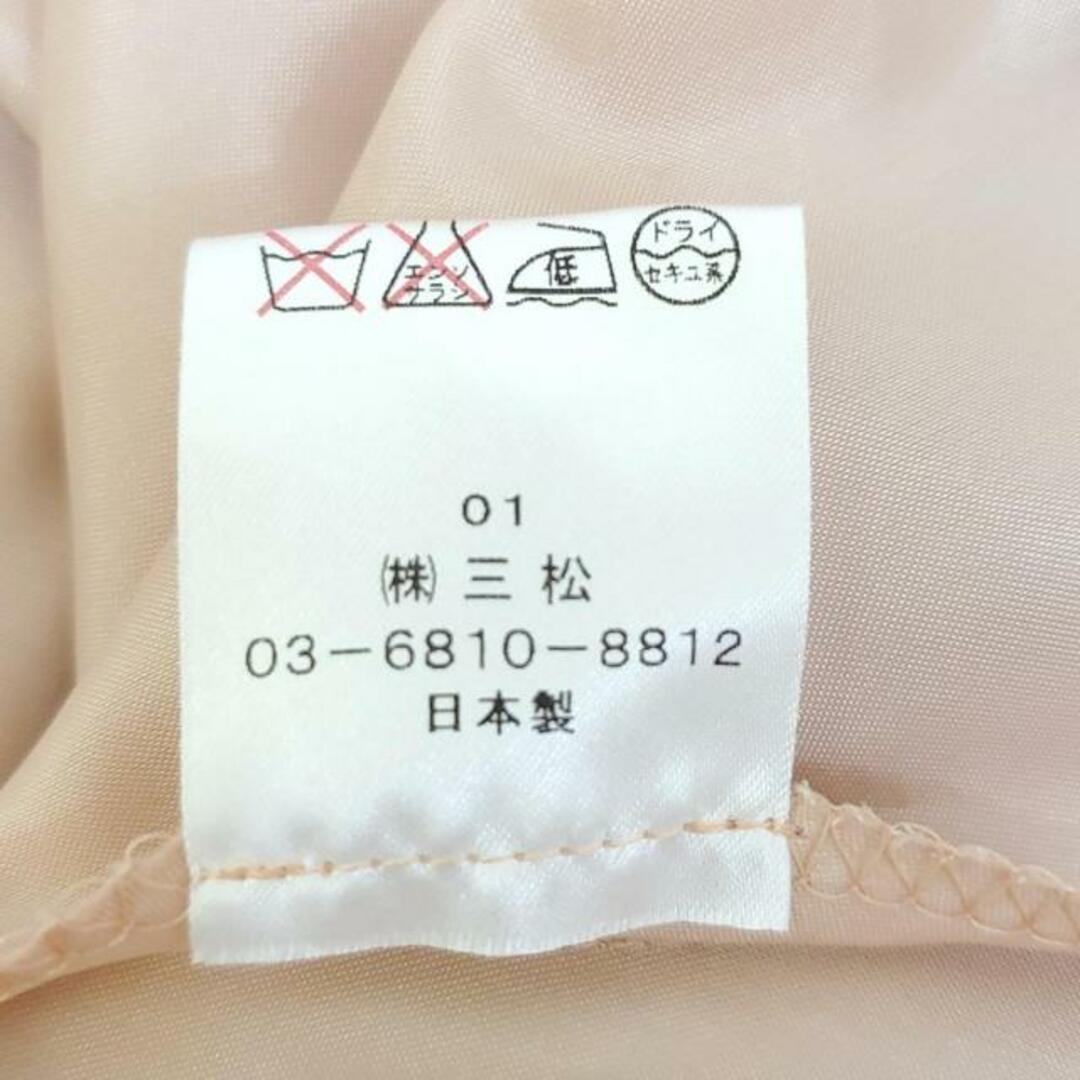 エンソ
サラシ
低
ドライ
セキユ系
01
㈱三松
03-6810-8812
日本製